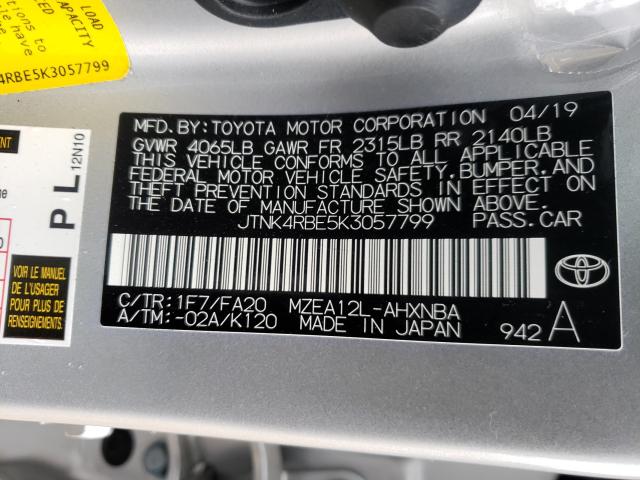 LOAD
CAPACITY
4RBE5K3057799
MFD.BY:TOYOTA MOTOR CORPORATION 04/19
GVWR 4065LB GAWR FR 2315LB RR 2140LB
THIS VEHICLE CONFORMS TO ALL APPLICABLE
FEDERAL MOTOR VEHICLE SAFETY,BUMPER,AND
THEFT PREVENTION STANDARDS IN EFFECT ON
THE DATE OF MANUFACTURE SHOWN ABOVE.
JTNK4RBE5K3057799 PASS.CAR
C/TR:1F7/FA20 MZEA12L-AHXNBA
A/TM:-02A/K120 MADE IN JAPAN 942 A
P L 12N10
VOIR LE MANUEL
DE L'USAGER
POUR PLUS DE
RENSEIGNEMENTS.